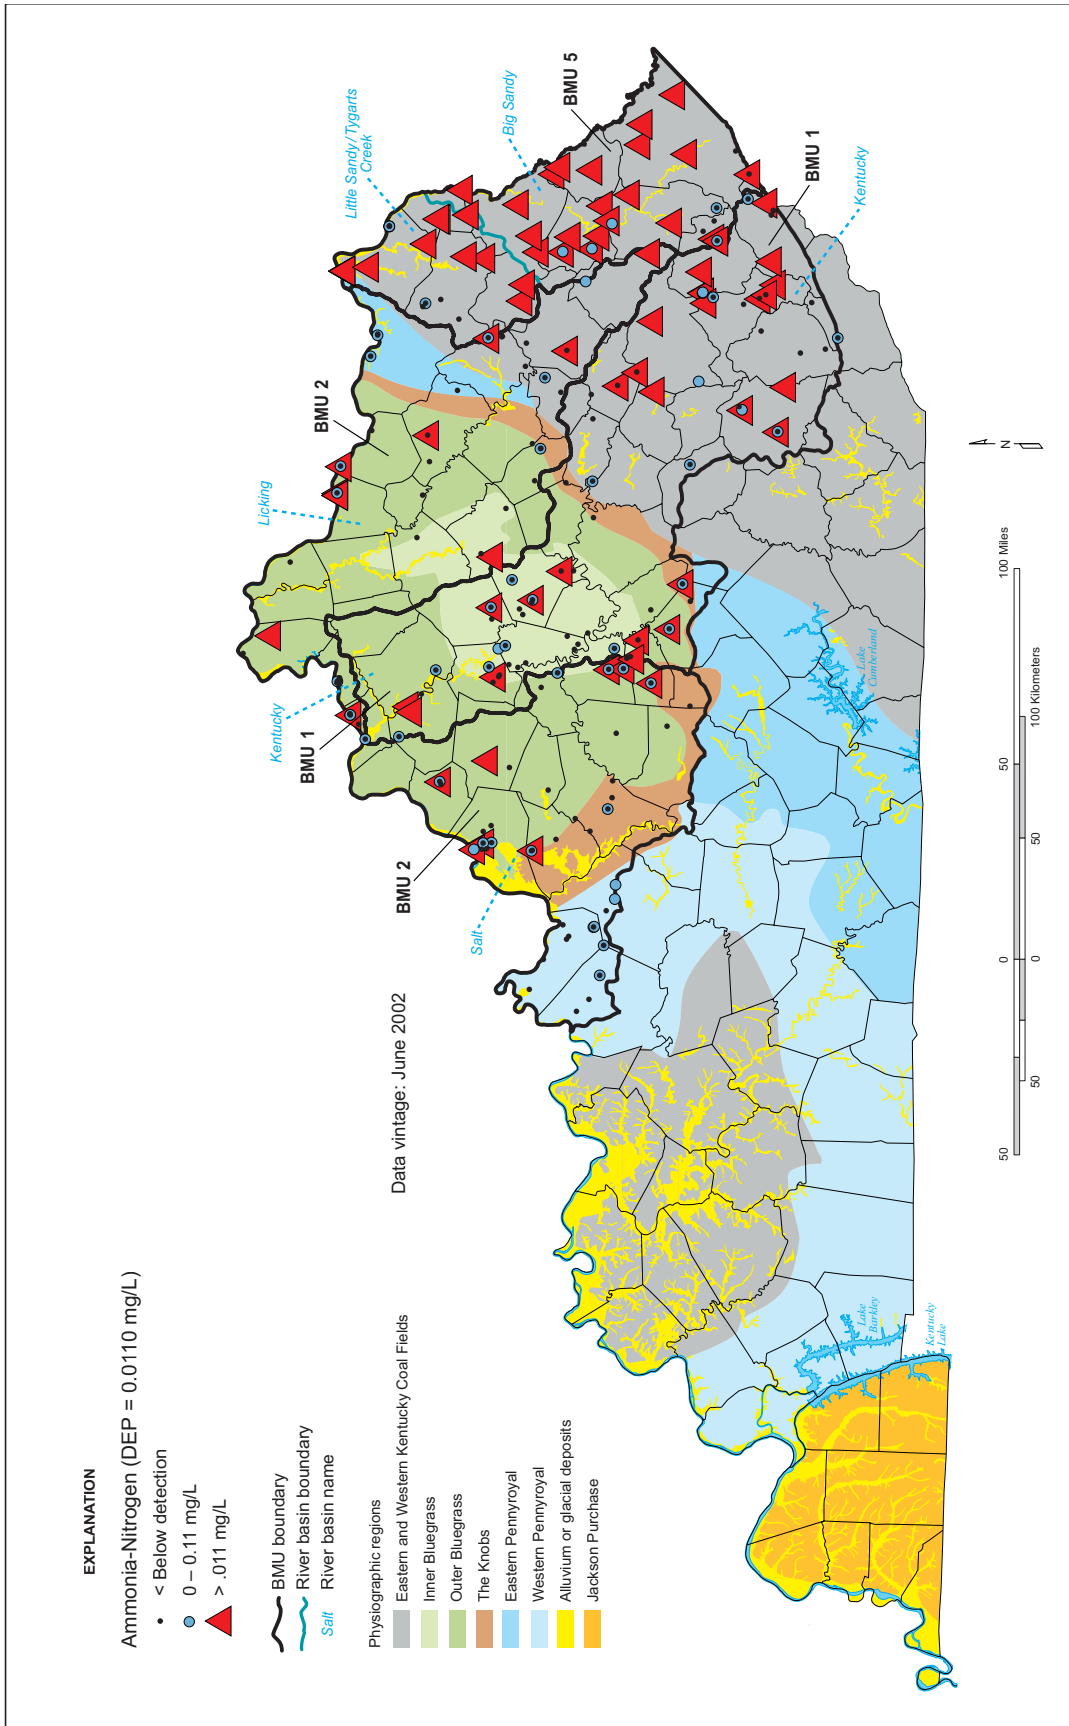 EXPLANATION
Ammonia-Nitrogen (DEP = 0.0110 mg/L)
< Below detection
0 – 0.11 mg/L
> .011 mg/L
BMU boundary
River basin boundary
Salt River basin name
Physiographic regions
Eastern and Western Kentucky Coal Fields
Inner Bluegrass
Outer Bluegrass
The Knobs
Eastern Pennyroyal
Western Pennyroyal
Alluvium or glacial deposits
Jackson Purchase
Data vintage: June 2002
Salt
BMU 2
BMU 1
Kentucky
Licking
BMU 2
Little Sandy/Tygarts
Creek
Big Sandy
BMU 5
BMU 1
Kentucky
Lake
Cumberland
Lake
Barkley
Kentucky
Lake
N
50 0 50 100 Miles
50 0 50 100 Kilometers